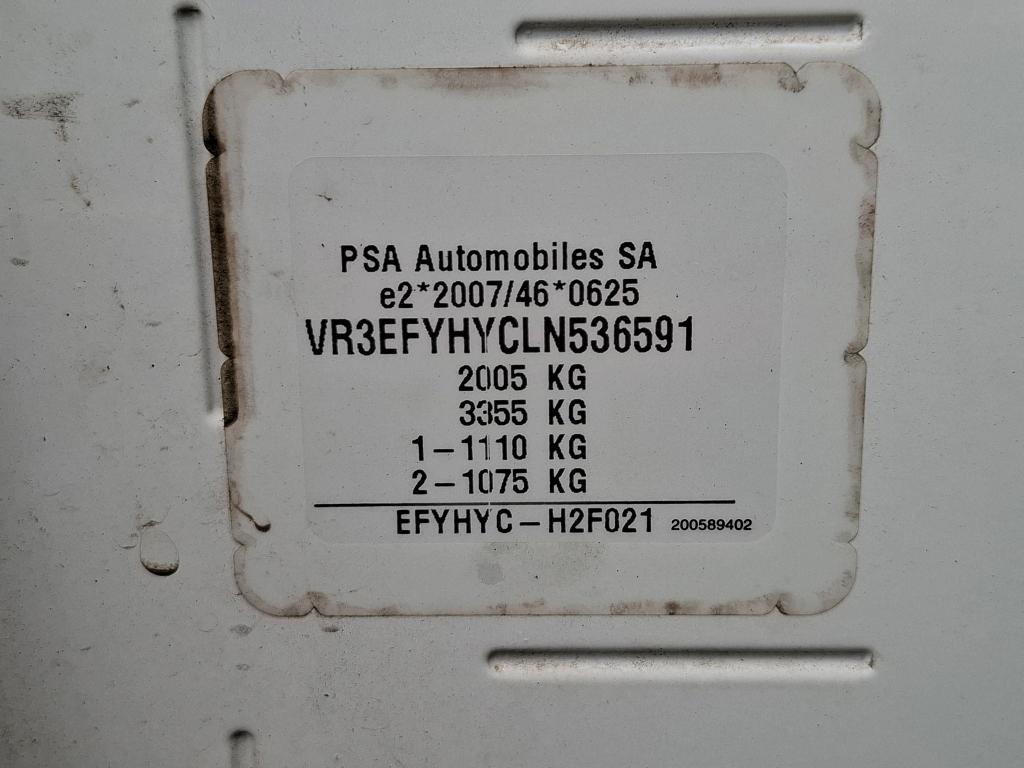 PSA Automobiles SA
e2*2007/46*0625
VR3EFYHYCLN536591
2005 KG
3355 KG
1-1110 KG
2-1075 KG
EFYHYC-H2F021 200589402